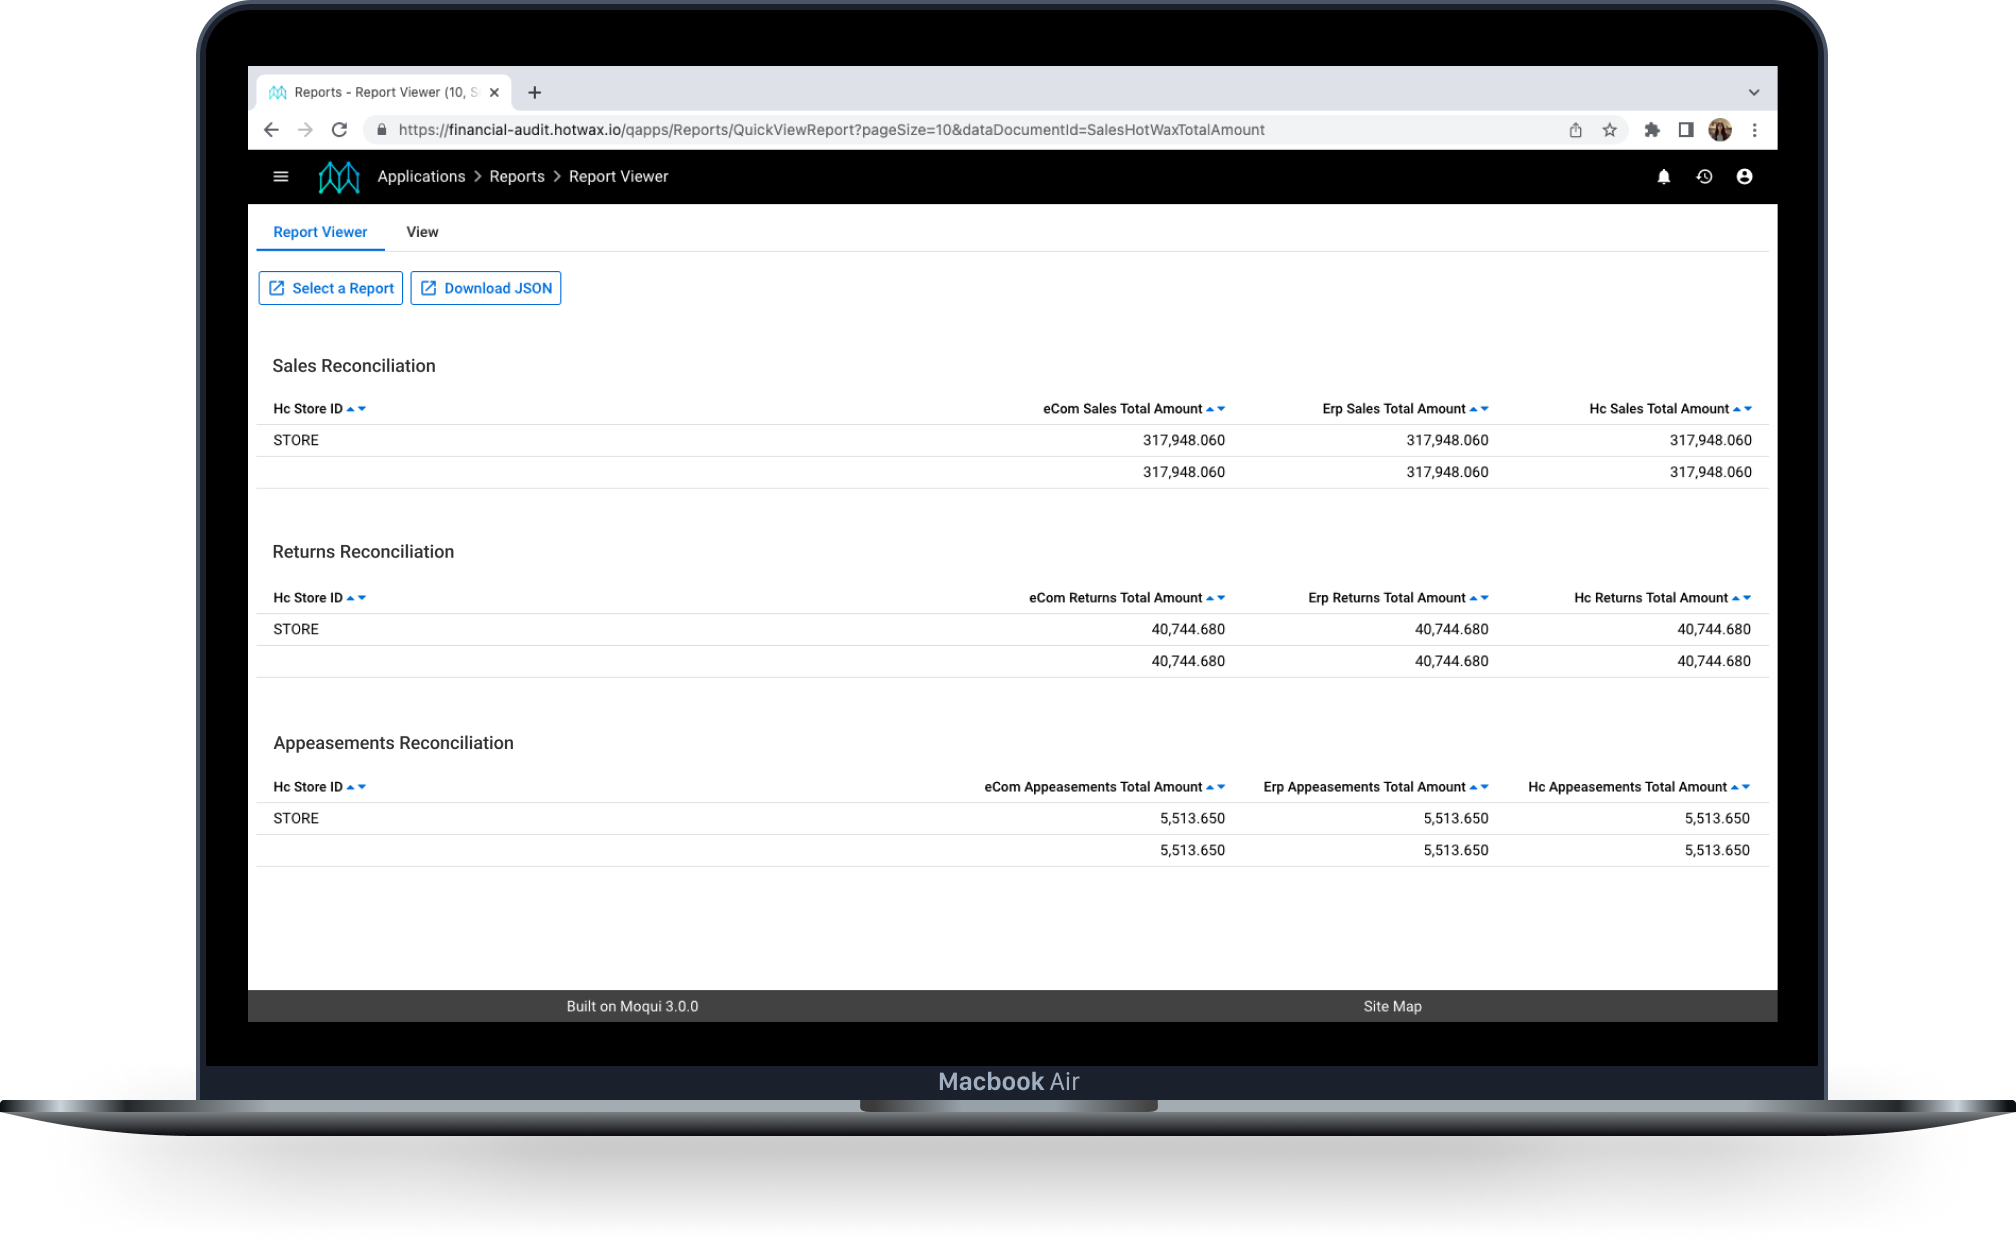 Reports - Report Viewer (10, S
https://financial-audit.hotwax.io/qapps/Reports/QuickViewReport?pageSize=10&dataDocumentId=SalesHotWaxTotalAmount
Applications > Reports > Report Viewer
Report Viewer View
Select a Report Download JSON
Sales Reconciliation
Hc Store ID eCom Sales Total Amount Erp Sales Total Amount Hc Sales Total Amount
STORE 317,948.060 317,948.060 317,948.060
317,948.060 317,948.060 317,948.060
Returns Reconciliation
Hc Store ID eCom Returns Total Amount Erp Returns Total Amount Hc Returns Total Amount
STORE 40,744.680 40,744.680 40,744.680
40,744.680 40,744.680 40,744.680
Appeasements Reconciliation
Hc Store ID eCom Appeasements Total Amount Erp Appeasements Total Amount Hc Appeasements Total Amount
STORE 5,513.650 5,513.650 5,513.650
5,513.650 5,513.650 5,513.650
Built on Moqui 3.0.0 Site Map
Macbook Air